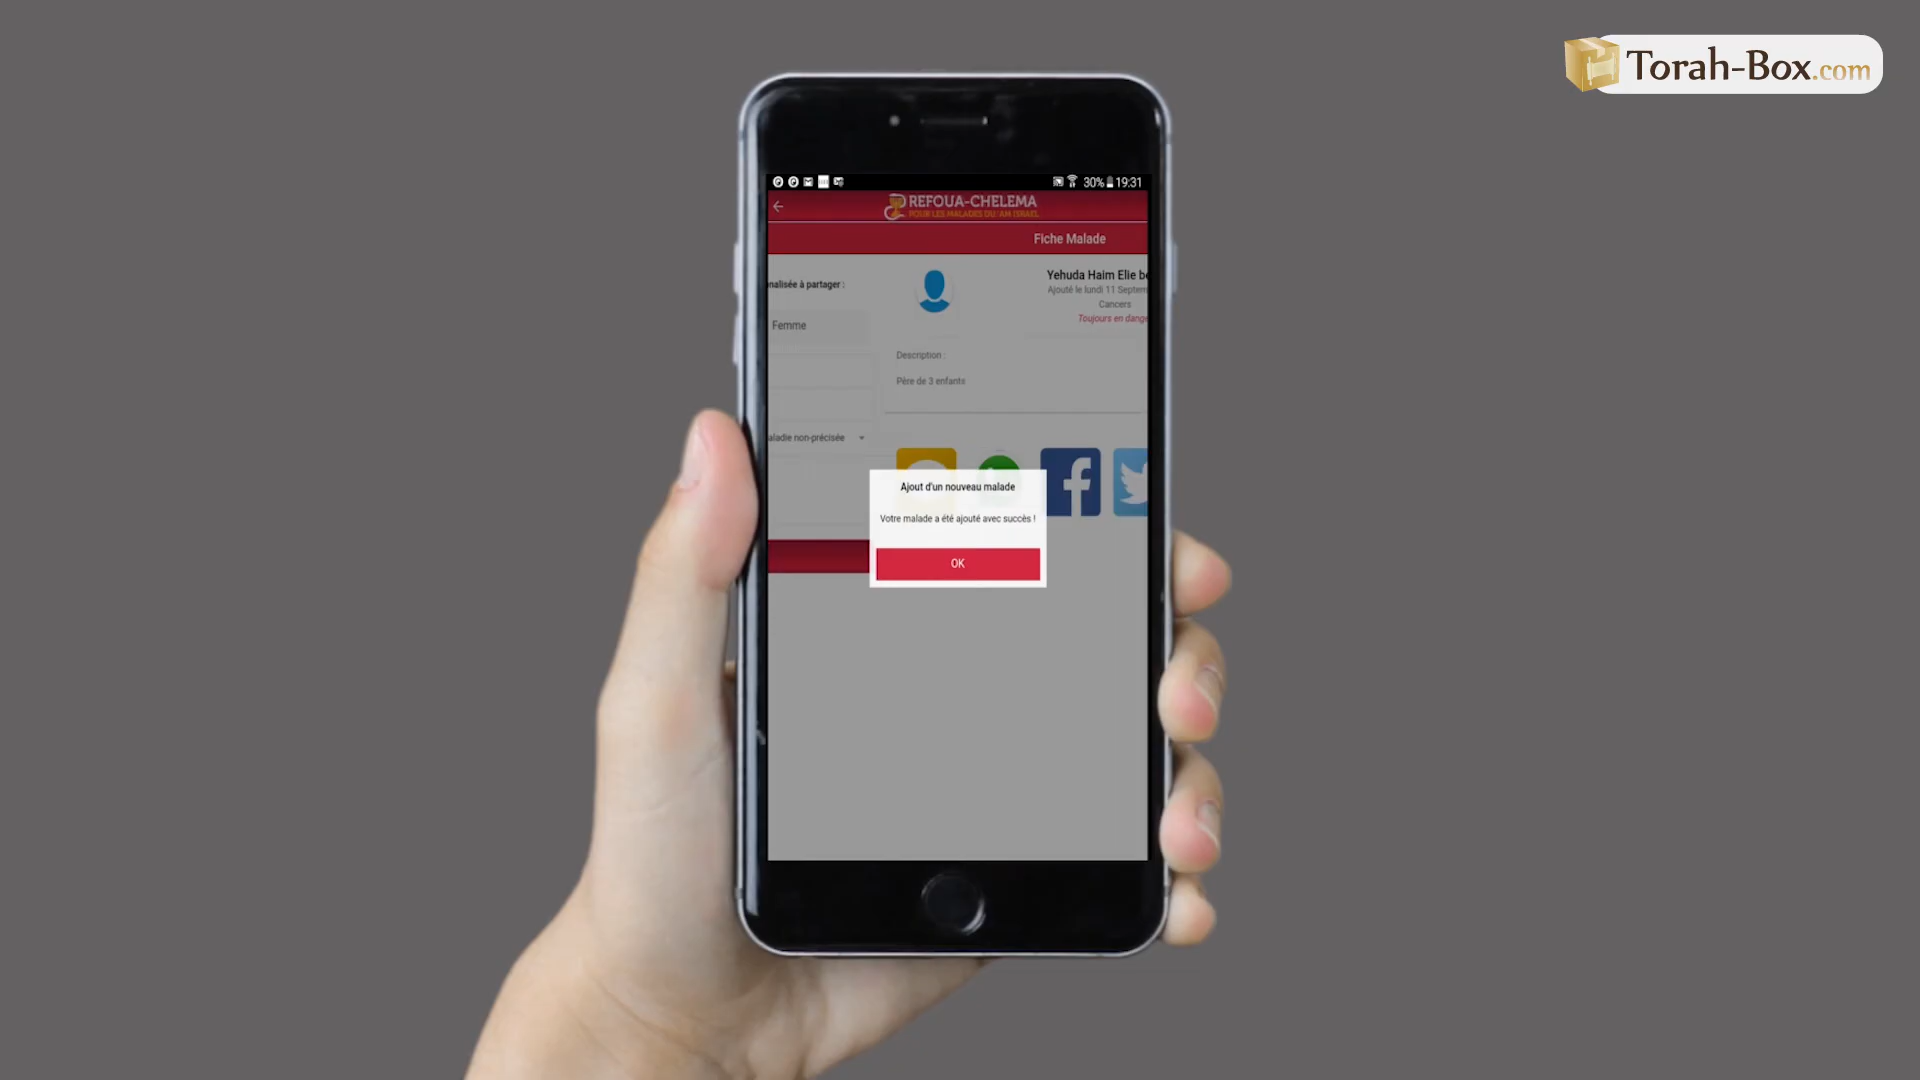 Torah-Box.com
30% 19:31
REFOUA-CHELEMA
POUR LES MALADES DU 'AM ISRAEL
Fiche Malade
nalisée à partager :
Yehuda Haim Elie be
Ajouté le lundi 11 Septem
Cancers
Toujours en dange
Femme
Description :
Père de 3 enfants
aladie non-précisée
Ajout d'un nouveau malade
Votre malade a été ajouté avec succès !
OK